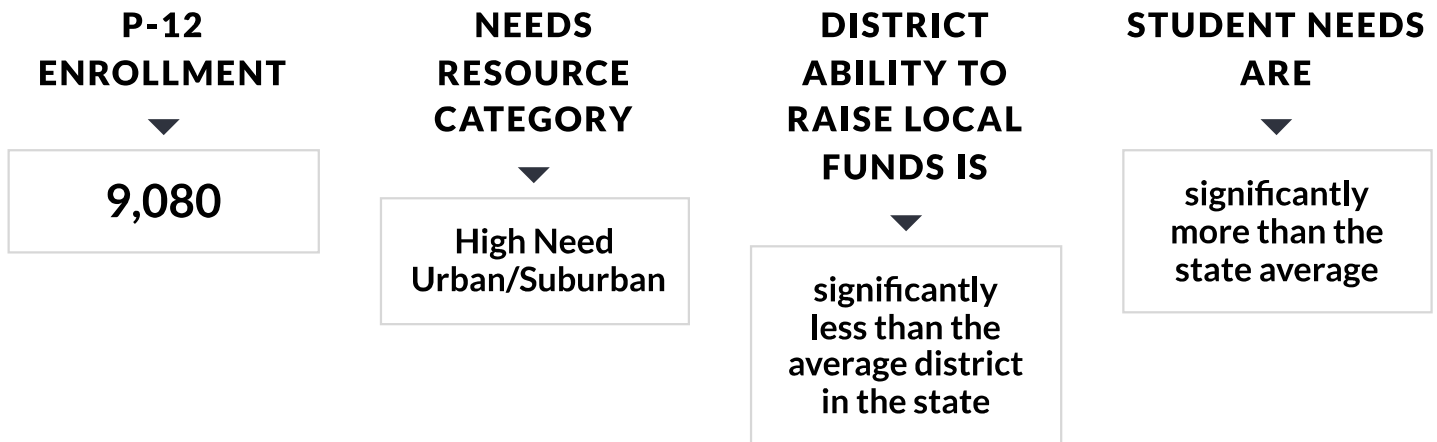 P-12
ENROLLMENT
9,080
NEEDS
RESOURCE
CATEGORY
High Need
Urban/Suburban
DISTRICT
ABILITY TO
RAISE LOCAL
FUNDS IS
significantly
less than the
average district
in the state
STUDENT NEEDS
ARE
significantly
more than the
state average